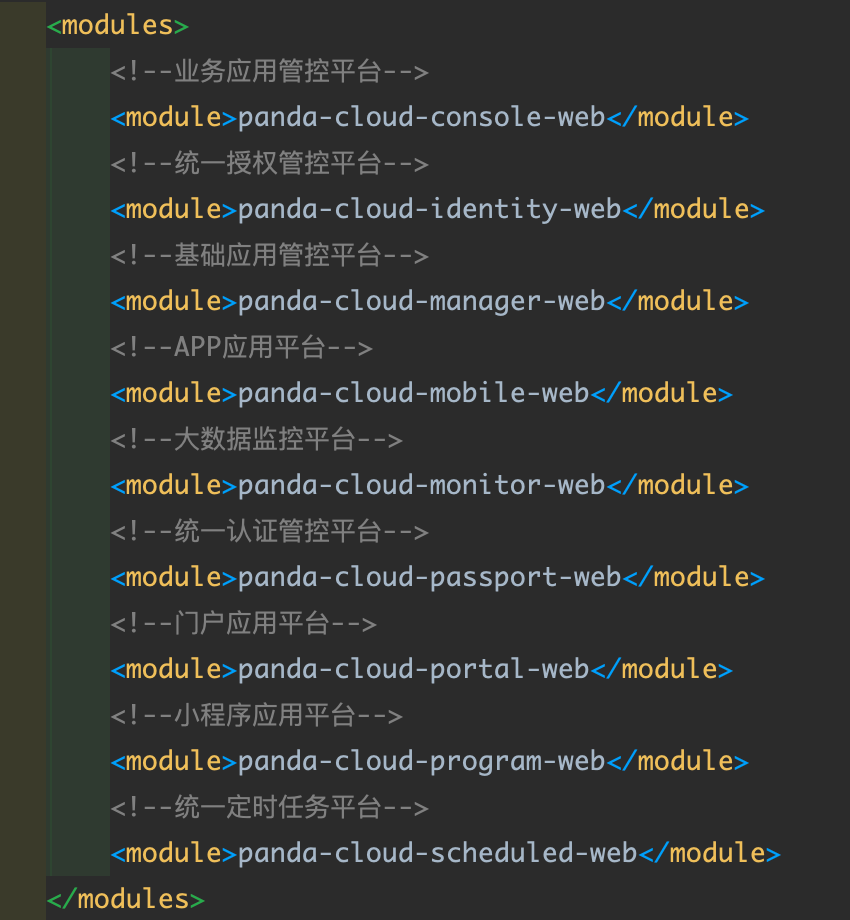 <modules>
<!--业务应用管控平台-->
<module>panda-cloud-console-web</module>
<!--统一授权管控平台-->
<module>panda-cloud-identity-web</module>
<!--基础应用管控平台-->
<module>panda-cloud-manager-web</module>
<!--APP应用平台-->
<module>panda-cloud-mobile-web</module>
<!--大数据监控平台-->
<module>panda-cloud-monitor-web</module>
<!--统一认证管控平台-->
<module>panda-cloud-passport-web</module>
<!--门户应用平台-->
<module>panda-cloud-portal-web</module>
<!--小程序应用平台-->
<module>panda-cloud-program-web</module>
<!--统一定时任务平台-->
<module>panda-cloud-scheduled-web</module>
</modules>